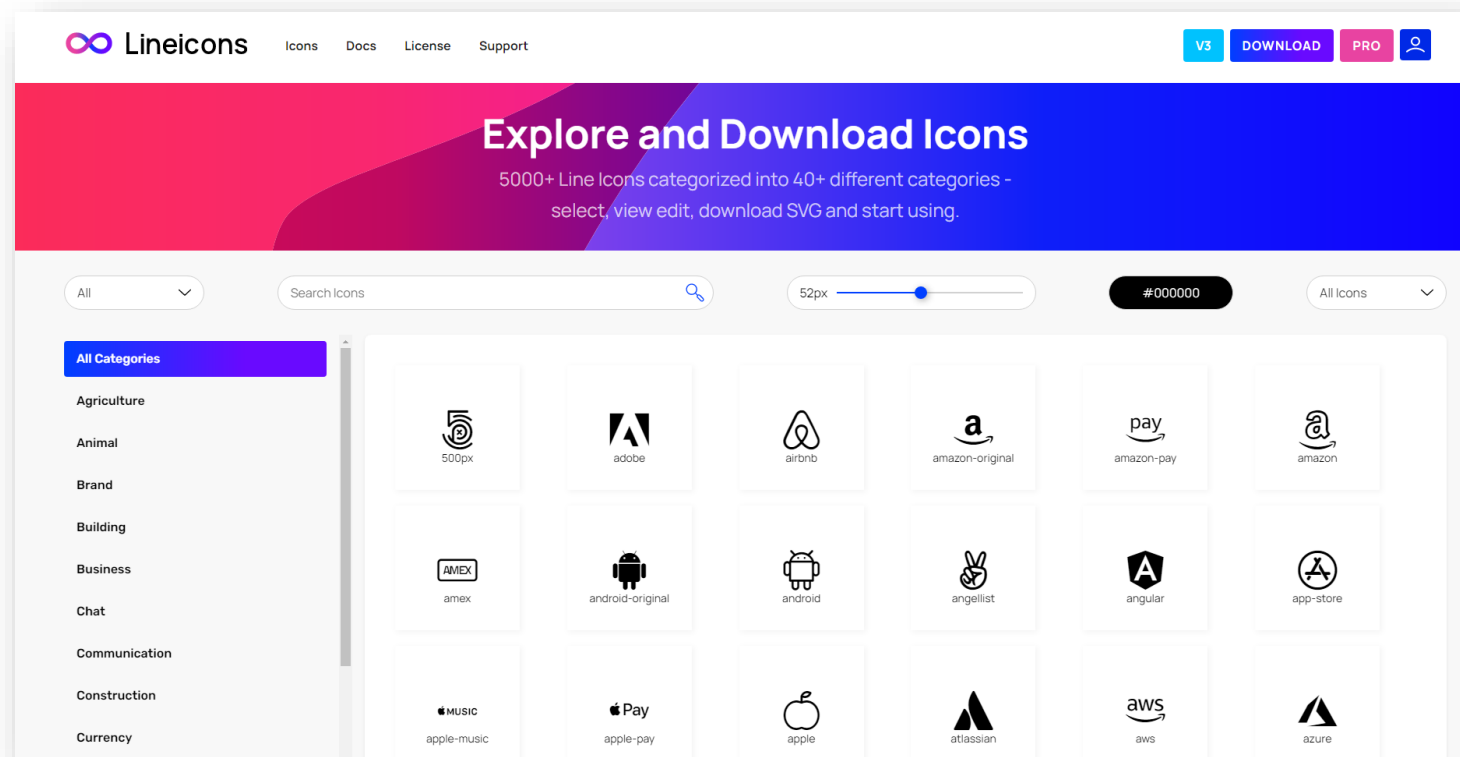 Lineicons Icons Docs License Support V3 DOWNLOAD PRO
Explore and Download Icons
5000+ Line Icons categorized into 40+ different categories -
select, view edit, download SVG and start using.
All Search Icons 52px #000000 All Icons
All Categories
Agriculture
Animal
Brand
Building
Business
Chat
Communication
Construction
Currency
5
a pay a
500px adobe airbnb amazon-original amazon-pay amazon
AMEX A
amex android-original android angellist angular app-store
MUSIC Pay aws
apple-music apple-pay apple atlassian aws azure